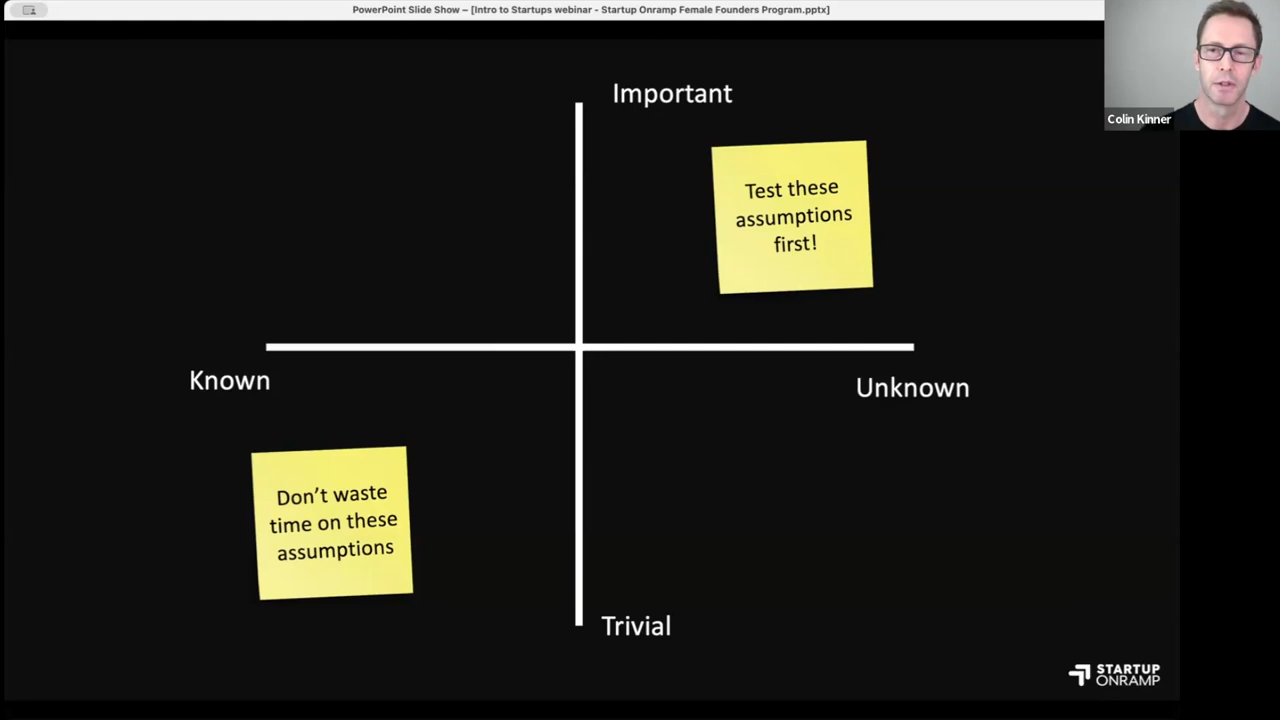 PowerPoint Slide Show – [Intro to Startups webinar - Startup Onramp Female Founders Program.pptx]
Colin Kinner
Important
Test these
assumptions
first!
Known
Unknown
Don’t waste
time on these
assumptions
Trivial
STARTUP
ONRAMP